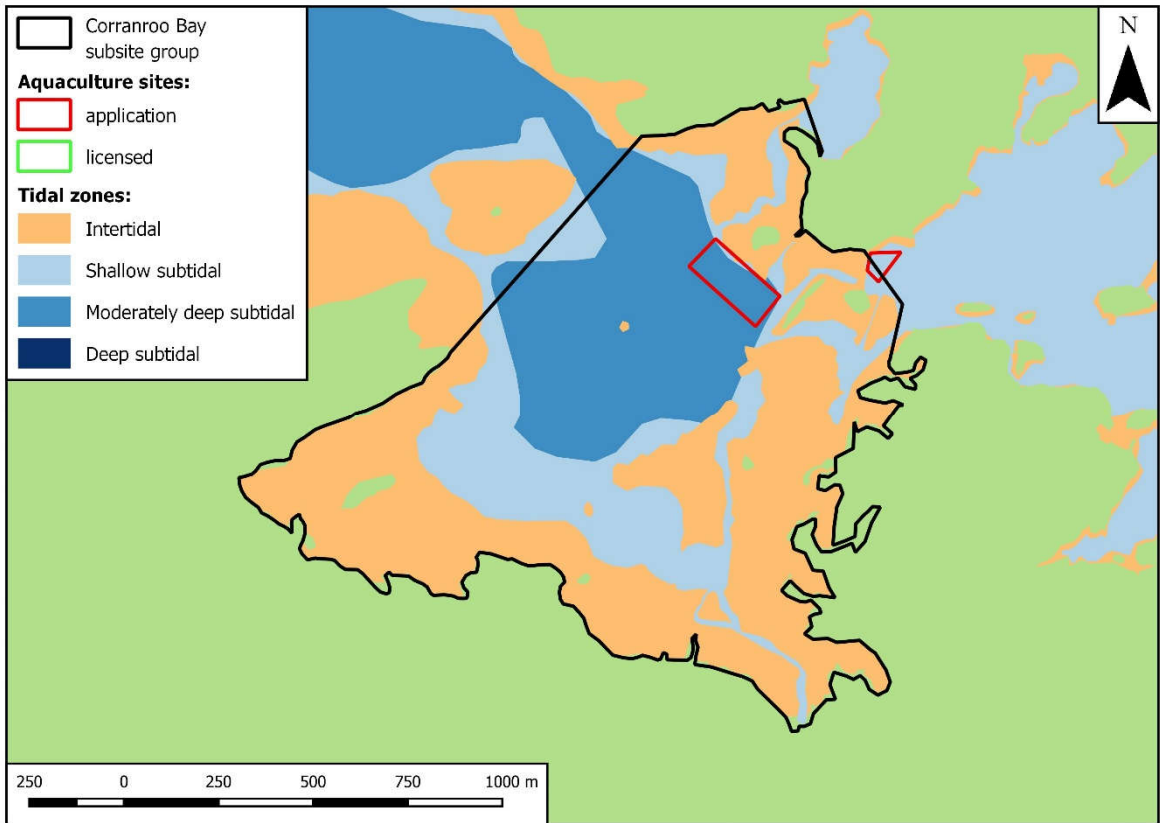 Corranroo Bay
subsite group
Aquaculture sites:
application
licensed
Tidal zones:
Intertidal
Shallow subtidal
Moderately deep subtidal
Deep subtidal
N
250 0 250 500 750 1000 m